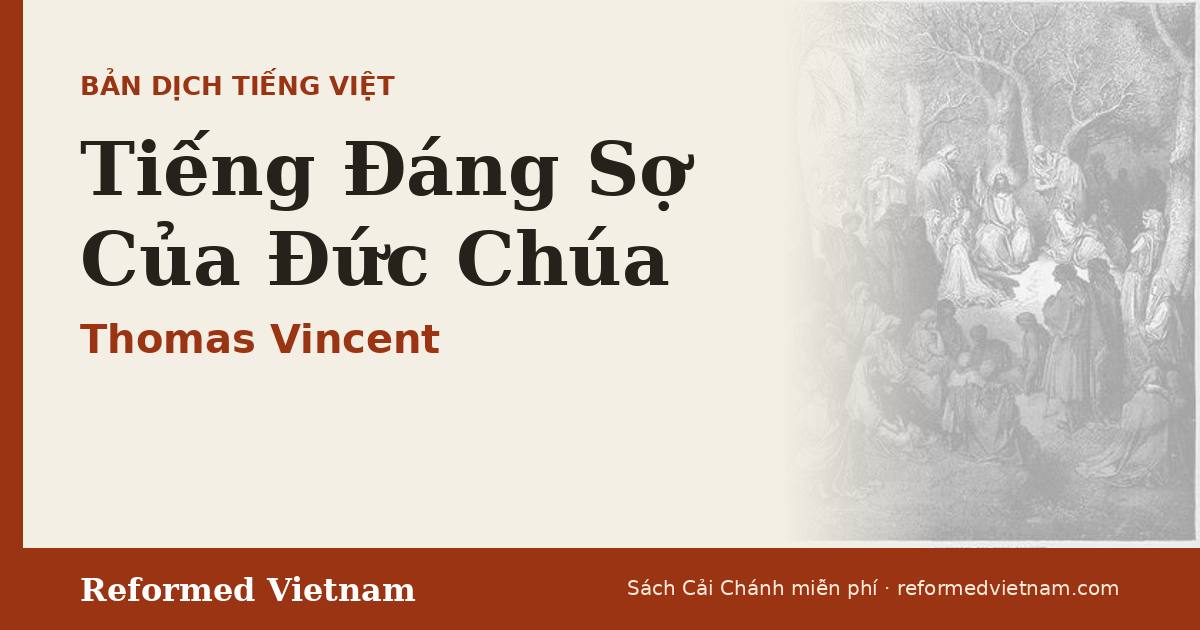 BẢN DỊCH TIẾNG VIỆT
Tiếng Đáng Sợ
Của Đức Chúa
Thomas Vincent
Reformed Vietnam
Sách Cải Chánh miễn phí · reformedvietnam.com